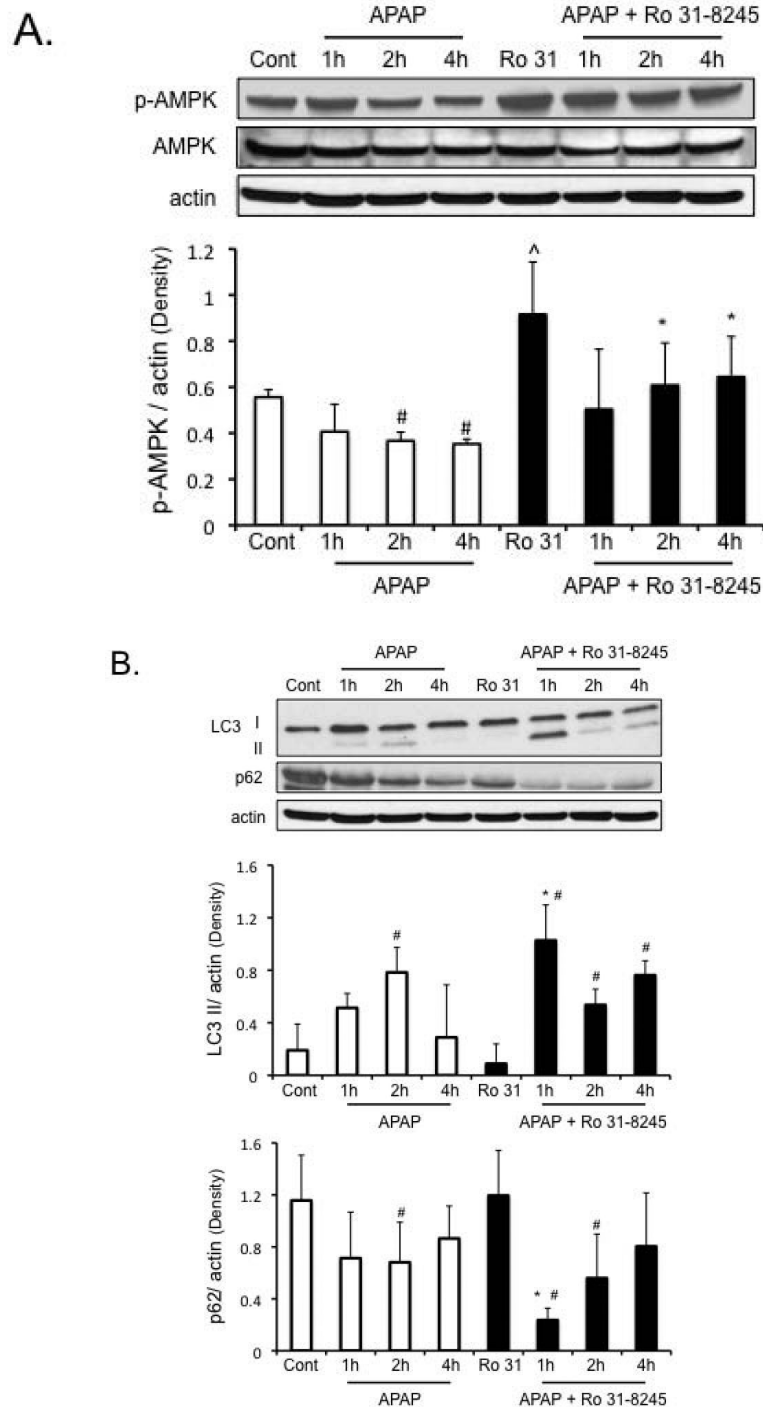 A.
APAP APAP + Ro 31-8245
Cont 1h 2h 4h Ro 31 1h 2h 4h
p-AMPK
AMPK
actin
p-AMPK / actin (Density)
1.2
1
0.8
0.6
0.4
0.2
0
# # ^ * *
Cont 1h 2h 4h Ro 31 1h 2h 4h
APAP APAP + Ro 31-8245
B.
APAP APAP + Ro 31-8245
Cont 1h 2h 4h Ro 31 1h 2h 4h
LC3 I
II
p62
actin
LC3 II/ actin (Density)
1.6
1.2
0.8
0.4
0
# * # # #
Cont 1h 2h 4h Ro 31 1h 2h 4h
APAP APAP + Ro 31-8245
p62/ actin (Density)
1.6
1.2
0.8
0.4
0
# * # #
Cont 1h 2h 4h Ro 31 1h 2h 4h
APAP APAP + Ro 31-8245